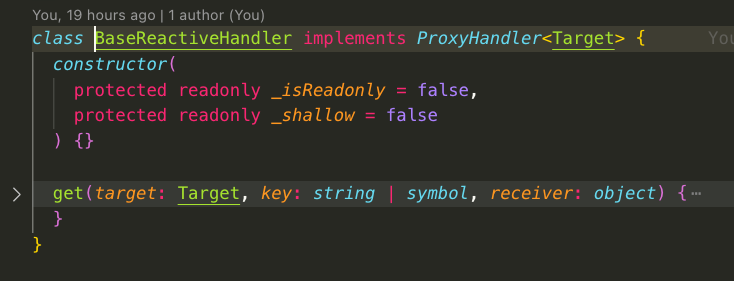 You, 19 hours ago | 1 author (You)
class BaseReactiveHandler implements ProxyHandler<Target> { You
constructor(
protected readonly _isReadonly = false,
protected readonly _shallow = false
) {}
get(target: Target, key: string | symbol, receiver: object) { ⋯
}
}